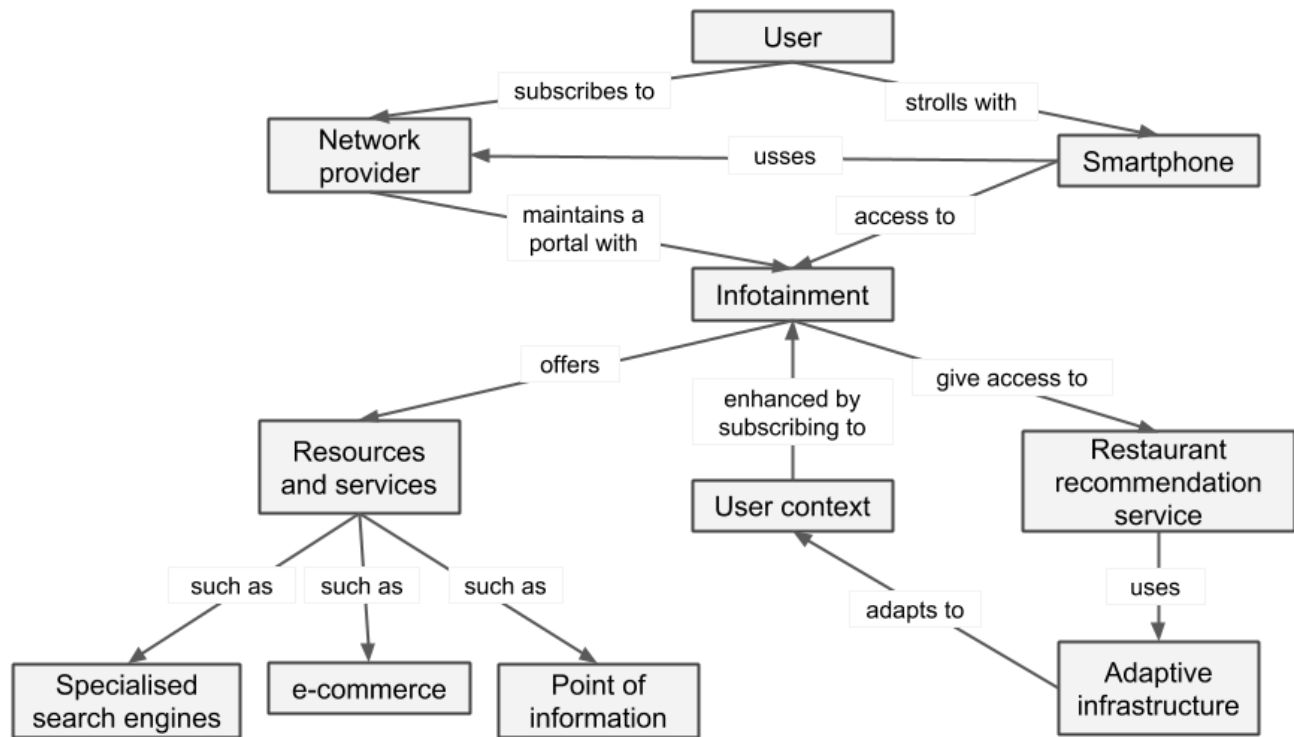 User
subscribes to
strolls with
Network
provider
usses
Smartphone
maintains a
portal with
access to
Infotainment
offers
enhanced by
subscribing to
give access to
Resources
and services
User context
Restaurant
recommendation
service
such as
such as
such as
adapts to
uses
Specialised
search engines
e-commerce
Point of
information
Adaptive
infrastructure